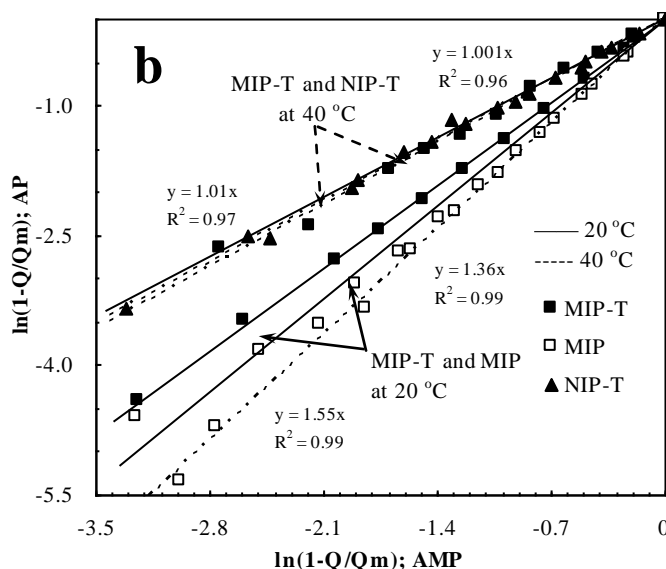 b
y = 1.001x
R² = 0.96
MIP-T and NIP-T
at 40 °C
-1.0
y = 1.01x
R² = 0.97
ln(1-Q/Qm); AP
-2.5
20 °C
40 °C
y = 1.36x
R² = 0.99
MIP-T
MIP
NIP-T
MIP-T and MIP
at 20 °C
-4.0
y = 1.55x
R² = 0.99
-5.5
-3.5 -2.8 -2.1 -1.4 -0.7 0
ln(1-Q/Qm); AMP